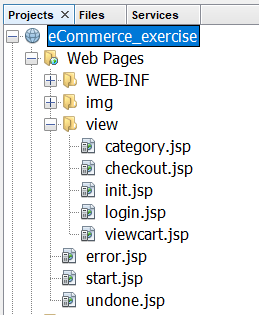 Projects × Files Services
eCommerce_exercise
Web Pages
WEB-INF
img
view
category.jsp
checkout.jsp
init.jsp
login.jsp
viewcart.jsp
error.jsp
start.jsp
undone.jsp